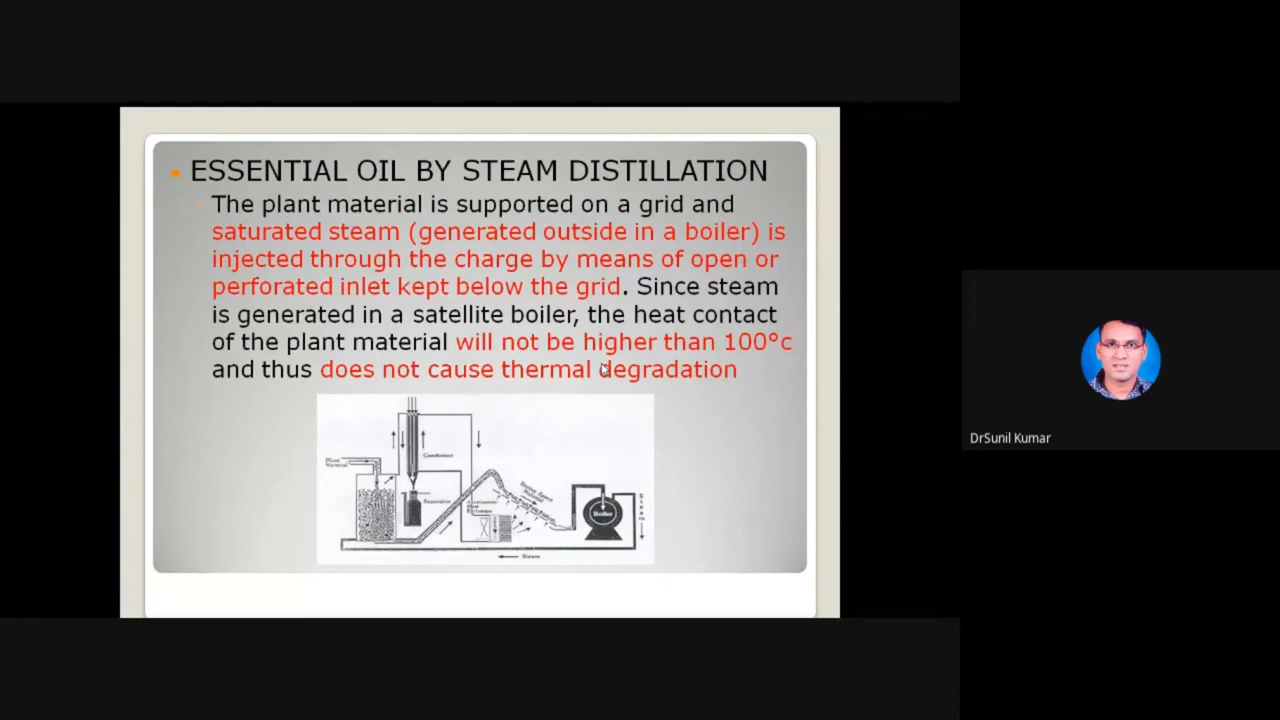 ESSENTIAL OIL BY STEAM DISTILLATION
The plant material is supported on a grid and
saturated steam (generated outside in a boiler) is
injected through the charge by means of open or
perforated inlet kept below the grid. Since steam
is generated in a satellite boiler, the heat contact
of the plant material will not be higher than 100°c
and thus does not cause thermal degradation
Condenser
Plant
Material
Separator
Boiler
Steam
Steam
DrSunil Kumar